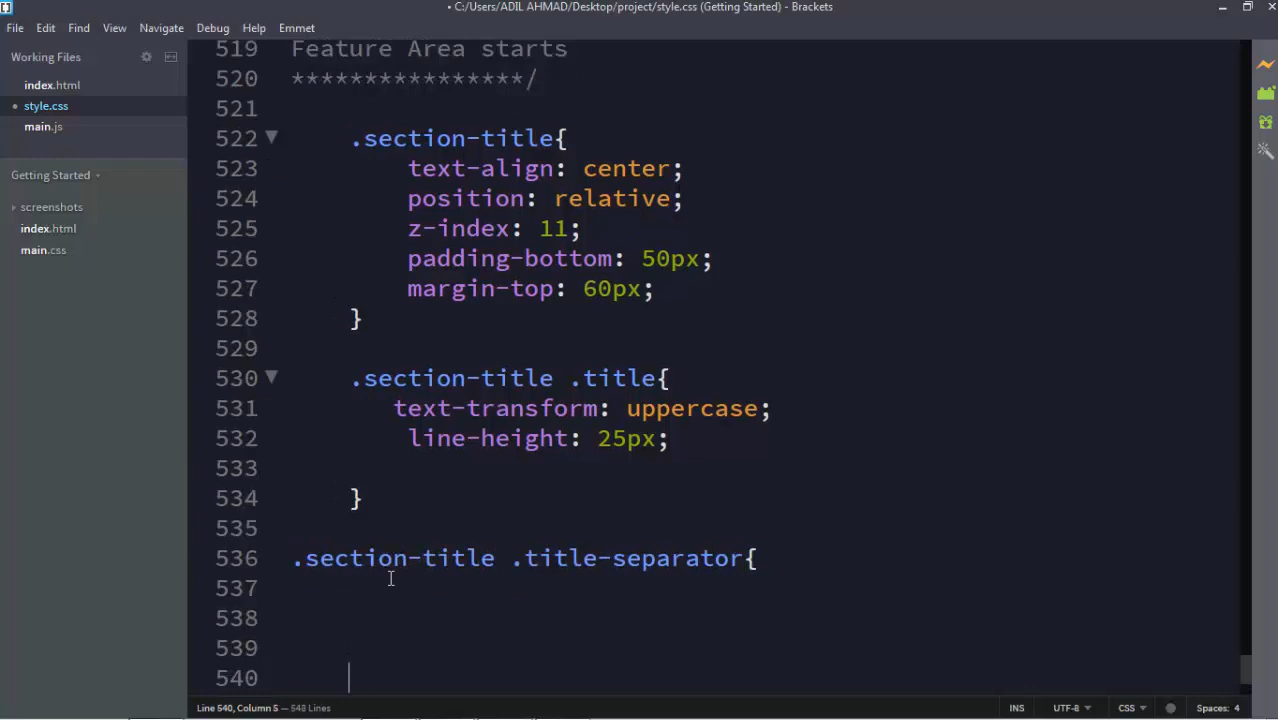 • C:/Users/ADIL AHMAD/Desktop/project/style.css (Getting Started) - Brackets
File Edit Find View Navigate Debug Help Emmet
Working Files
index.html
• style.css
main.js
Getting Started
screenshots
index.html
main.css
519 Feature Area starts
520 ****************/
521
522 .section-title{
523 text-align: center;
524 position: relative;
525 z-index: 11;
526 padding-bottom: 50px;
527 margin-top: 60px;
528 }
529
530 .section-title .title{
531 text-transform: uppercase;
532 line-height: 25px;
533
534 }
535
536 .section-title .title-separator{
537
538
539
540
Line 540, Column 5 — 548 Lines
INS UTF-8 CSS Spaces: 4